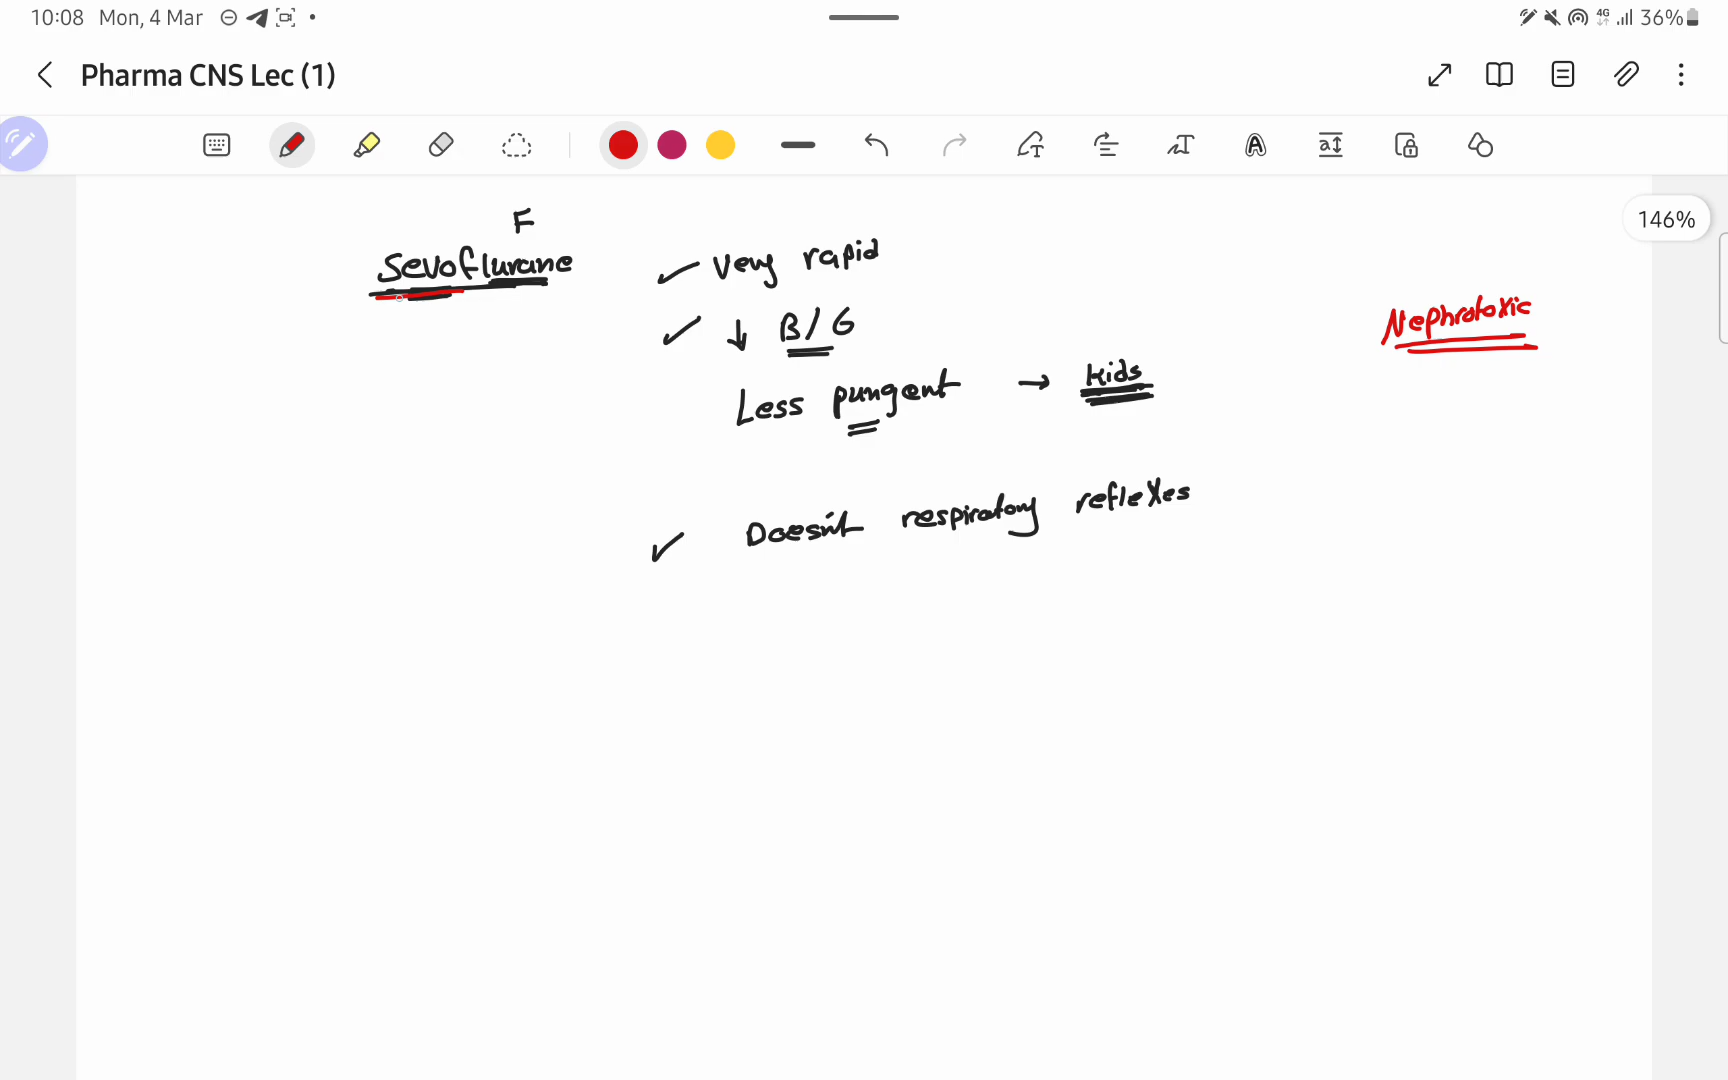 10:08 Mon, 4 Mar 4G 36%
Pharma CNS Lec (1)
146%
F
Sevoflurane
Very rapid
↓ B/G
Nephrotoxic
Less pungent → Kids
Doesn't respiratory reflexes